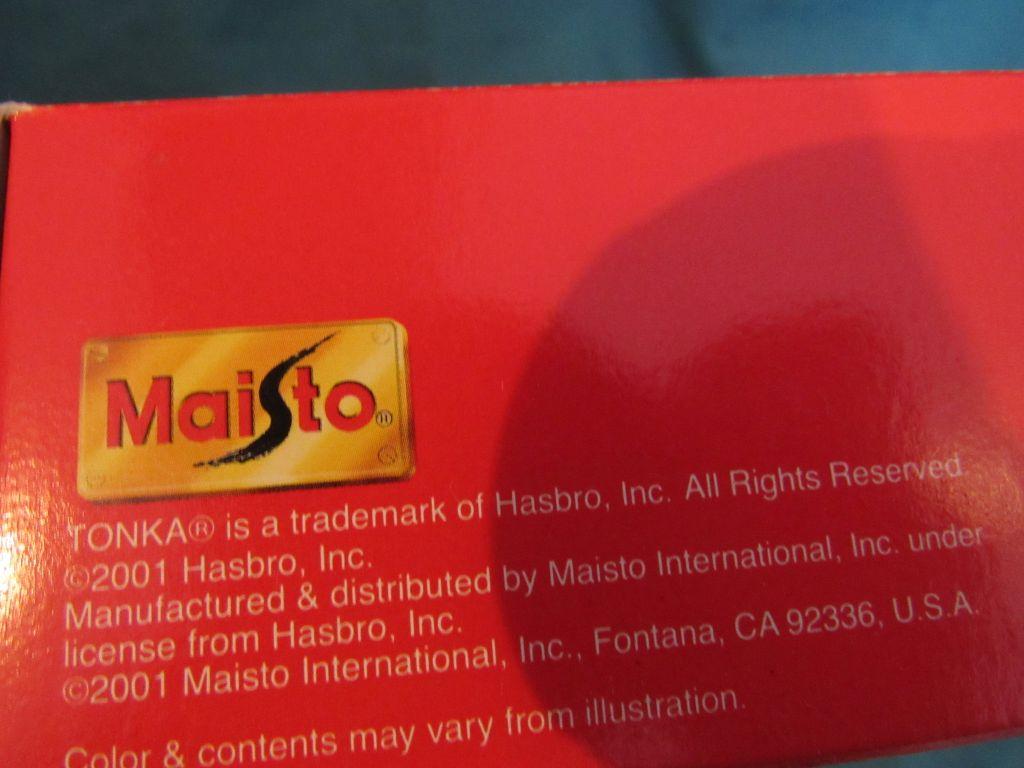 Maisto®
TONKA® is a trademark of Hasbro, Inc. All Rights Reserved.
©2001 Hasbro, Inc.
Manufactured & distributed by Maisto International, Inc. under
license from Hasbro, Inc.
©2001 Maisto International, Inc., Fontana, CA 92336, U.S.A.
Color & contents may vary from illustration.